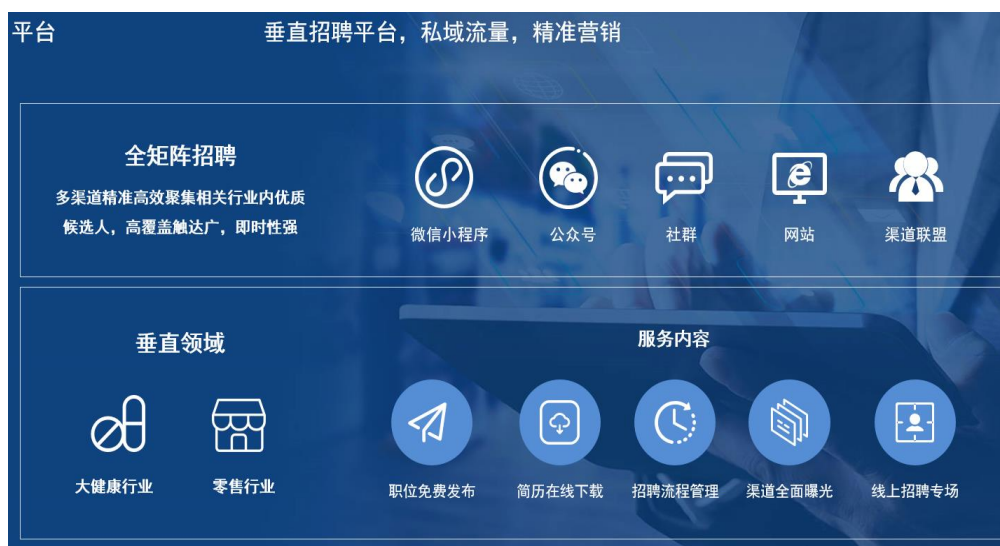 平台
垂直招聘平台，私域流量，精准营销
全矩阵招聘
多渠道精准高效聚集相关行业内优质
候选人，高覆盖触达广，即时性强
微信小程序
公众号
社群
网站
渠道联盟
垂直领域
大健康行业
零售行业
服务内容
职位免费发布
简历在线下载
招聘流程管理
渠道全面曝光
线上招聘专场